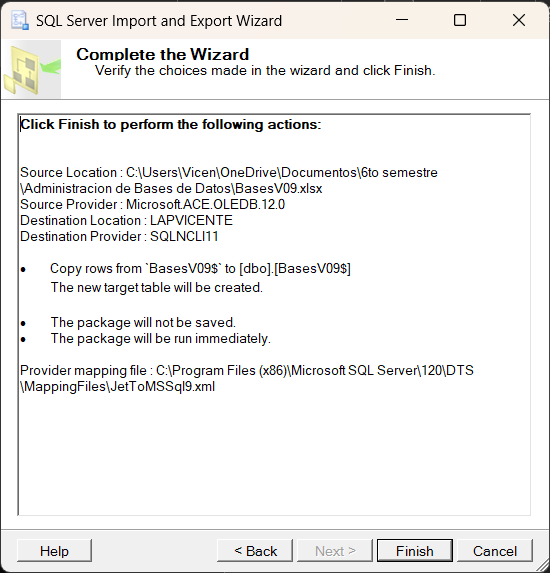 SQL Server Import and Export Wizard
Complete the Wizard
Verify the choices made in the wizard and click Finish.
Click Finish to perform the following actions:
Source Location : C:\Users\Vicen\OneDrive\Documentos\6to semestre
\Administracion de Bases de Datos\BasesV09.xlsx
Source Provider : Microsoft.ACE.OLEDB.12.0
Destination Location : LAPVICENTE
Destination Provider : SQLNCLI11
• Copy rows from `BasesV09$` to [dbo].[BasesV09$]
The new target table will be created.
• The package will not be saved.
• The package will be run immediately.
Provider mapping file : C:\Program Files (x86)\Microsoft SQL Server\120\DTS
\MappingFiles\JetToMSSql9.xml
Help < Back Next > Finish Cancel